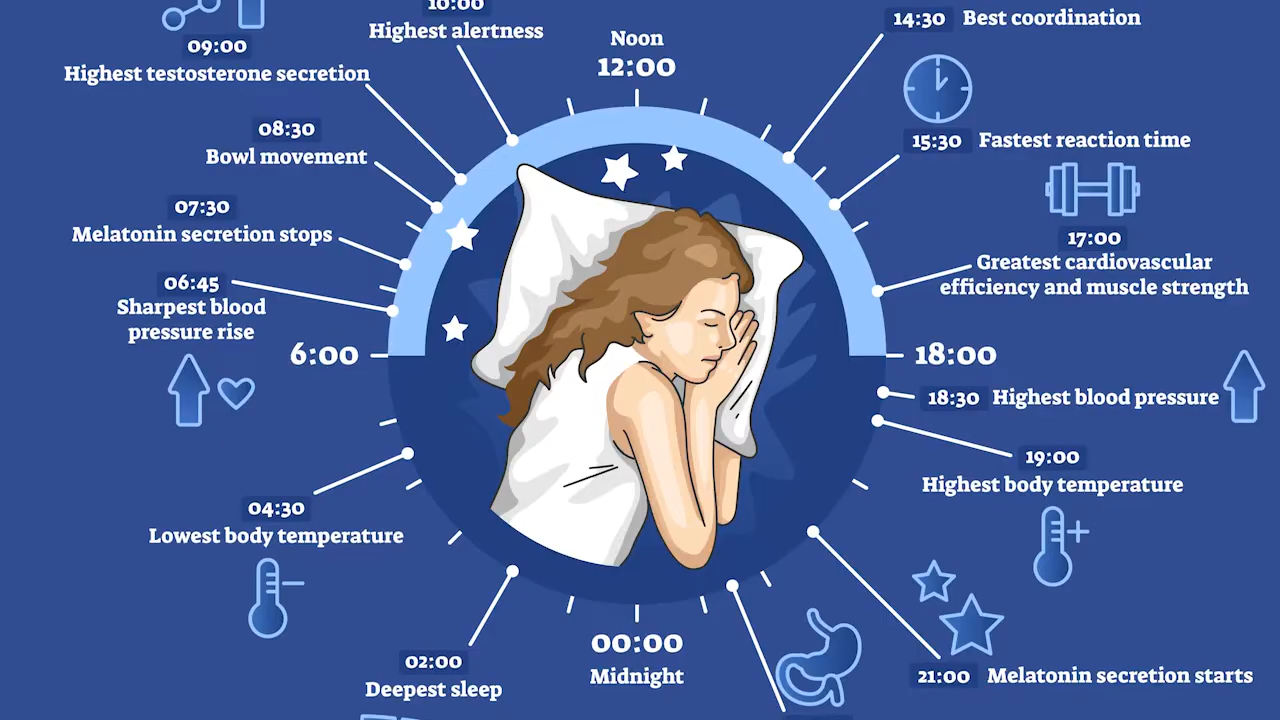 10:00
Highest alertness
09:00
Highest testosterone secretion
08:30
Bowl movement
07:30
Melatonin secretion stops
06:45
Sharpest blood
pressure rise
6:00
04:30
Lowest body temperature
02:00
Deepest sleep
Noon
12:00
00:00
Midnight
14:30 Best coordination
15:30 Fastest reaction time
17:00
Greatest cardiovascular
efficiency and muscle strength
18:00
18:30 Highest blood pressure
19:00
Highest body temperature
21:00 Melatonin secretion starts